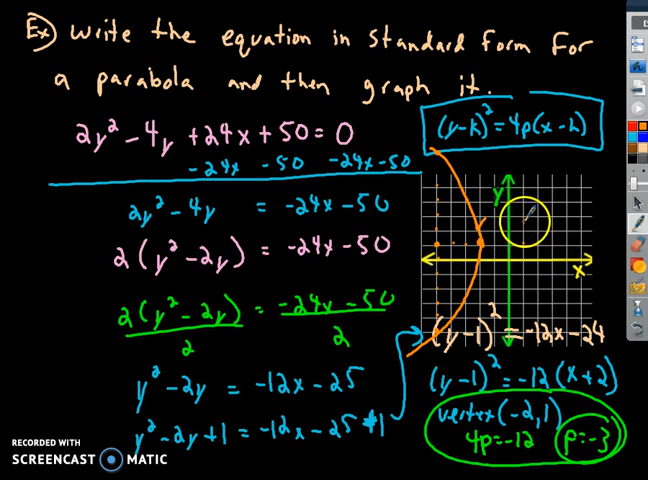 Ex) Write the equation in standard form for
a parabola and then graph it.
2y² - 4y + 24x + 50 = 0
-24x -50 -24x -50
2y² - 4y = -24x - 50
2(y² - 2y) = -24x - 50
2(y² - 2y) = -24x - 50
2 2
y² - 2y = -12x - 25
y² - 2y + 1 = -12x - 25 + 1
(y-k)² = 4p(x-h)
y
x
(y-1)² = -12x - 24
(y-1)² = -12(x+2)
vertex(-2,1)
4p=-12 p=-3
RECORDED WITH
SCREENCAST MATIC